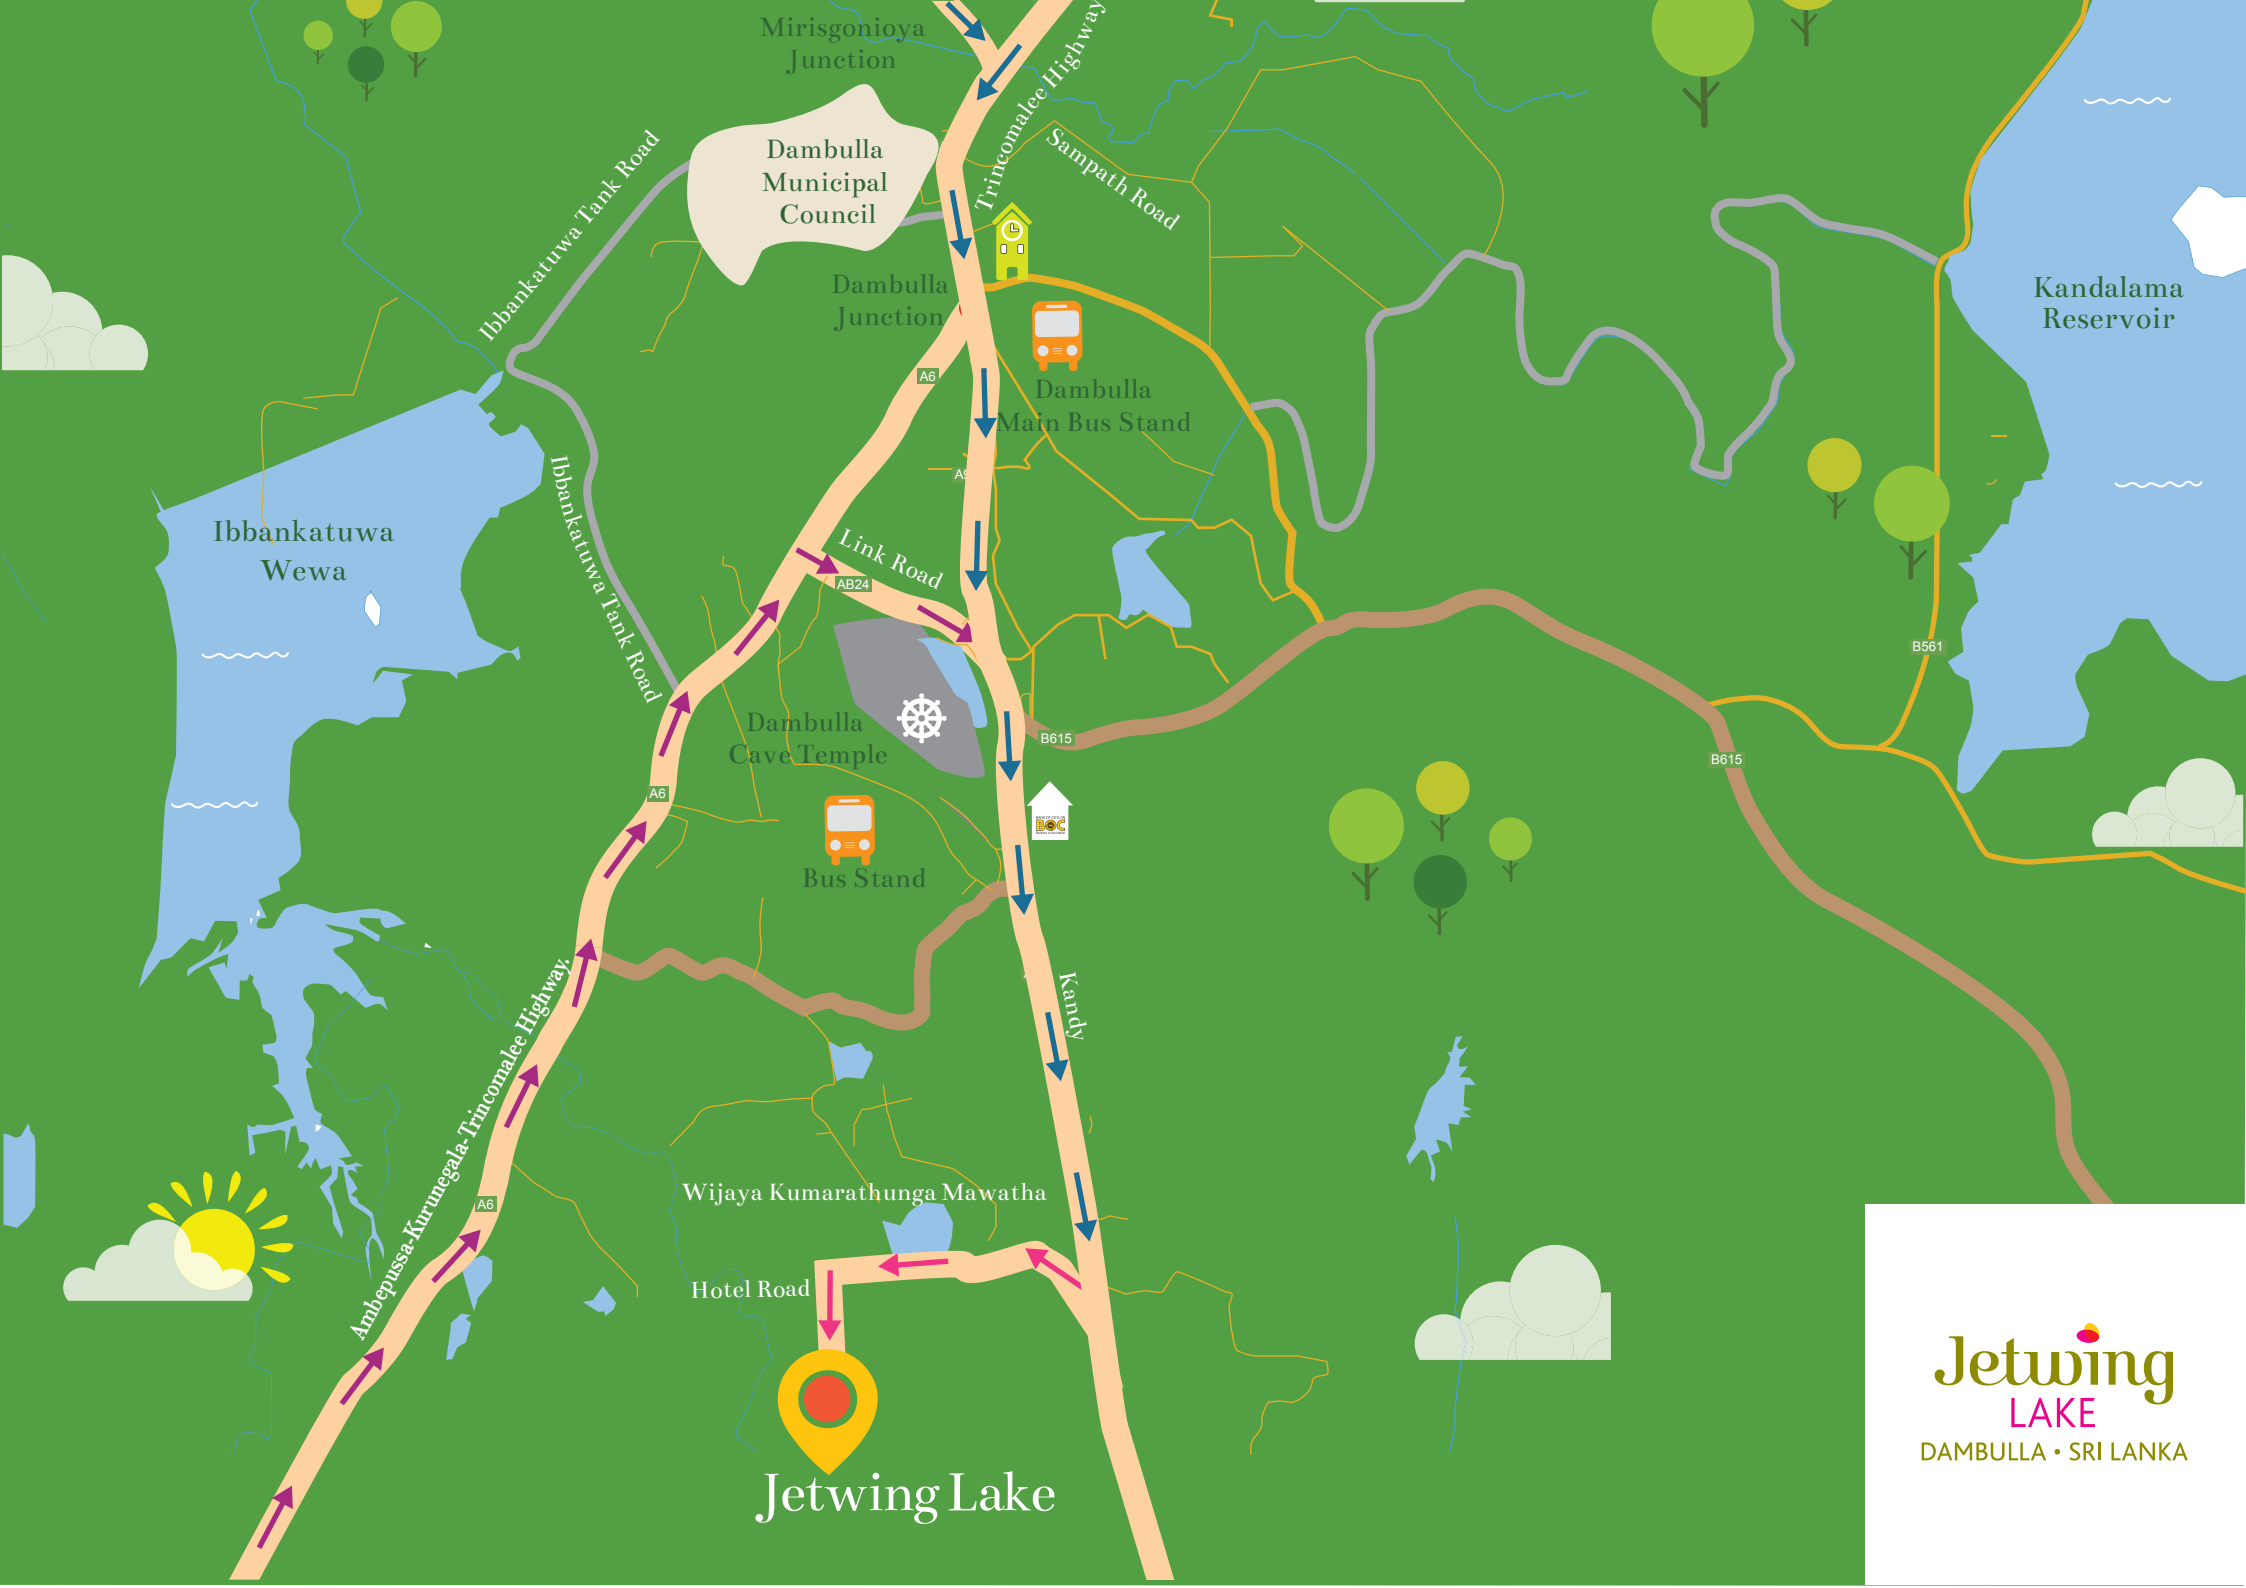 Mirisgonioya
Junction
Trincomalee Highway
Dambulla
Municipal
Council
Sampath Road
Ibbankatuwa Tank Road
Dambulla
Junction
Kandalama
Reservoir
A6
Dambulla
Main Bus Stand
Ibbankatuwa
Wewa
Ibbankatuwa Tank Road
Link Road
AB24
B561
Dambulla
Cave Temple
B615
B615
A6
BOC
Bus Stand
Ambepussa-Kurunegala-Trincomalee Highway.
Kandy
A6
Wijaya Kumarathunga Mawatha
Hotel Road
Jetwing Lake
Jetwing
LAKE
DAMBULLA • SRI LANKA